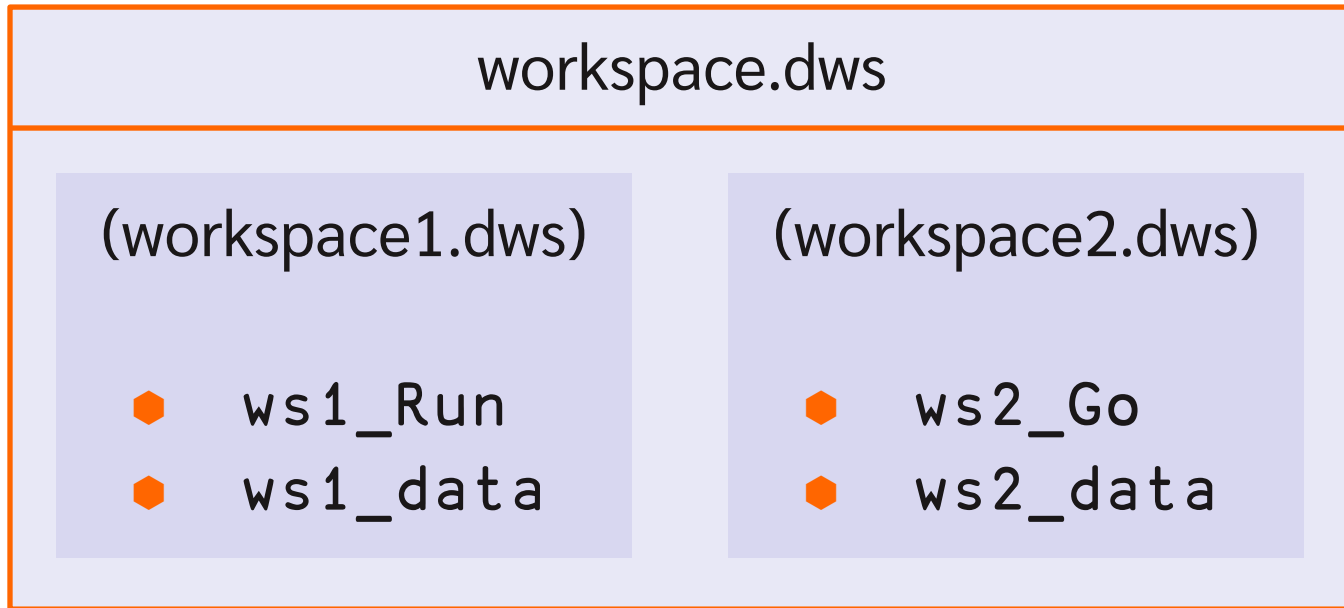 workspace.dws
(workspace1.dws)
ws1_Run
ws1_data
(workspace2.dws)
ws2_Go
ws2_data